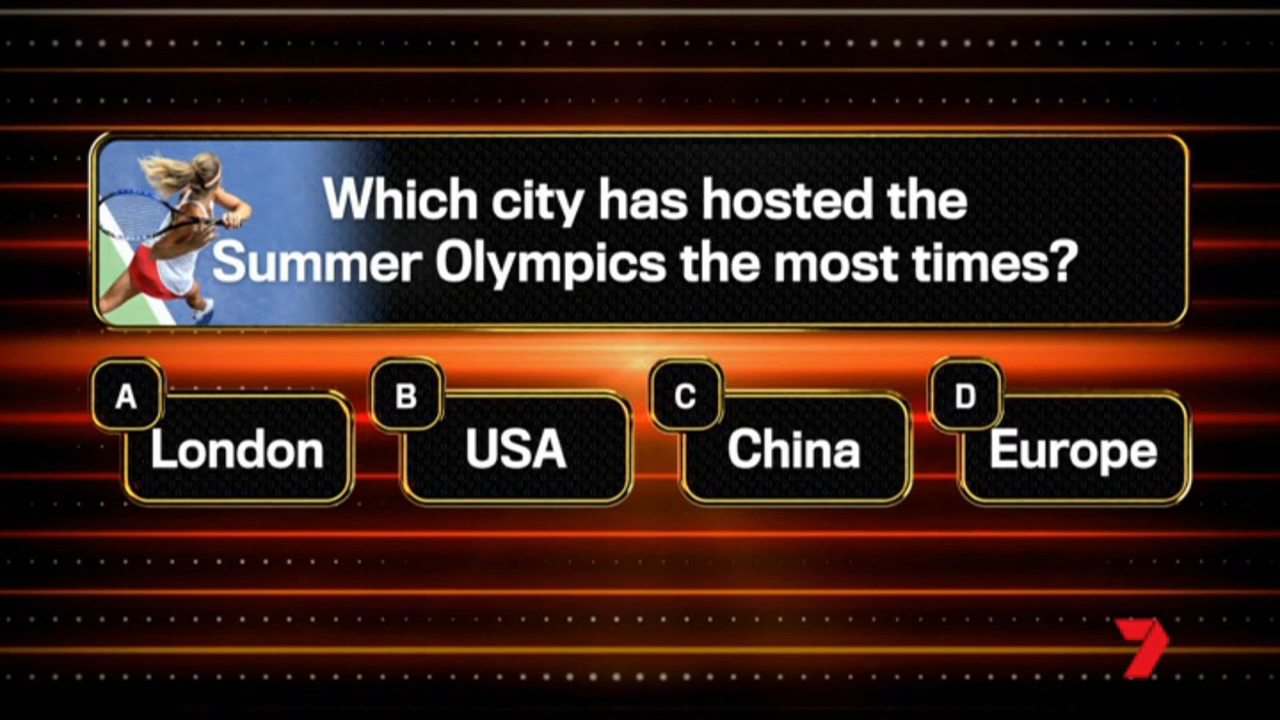 Which city has hosted the
Summer Olympics the most times?
A
London
B
USA
C
China
D
Europe
7